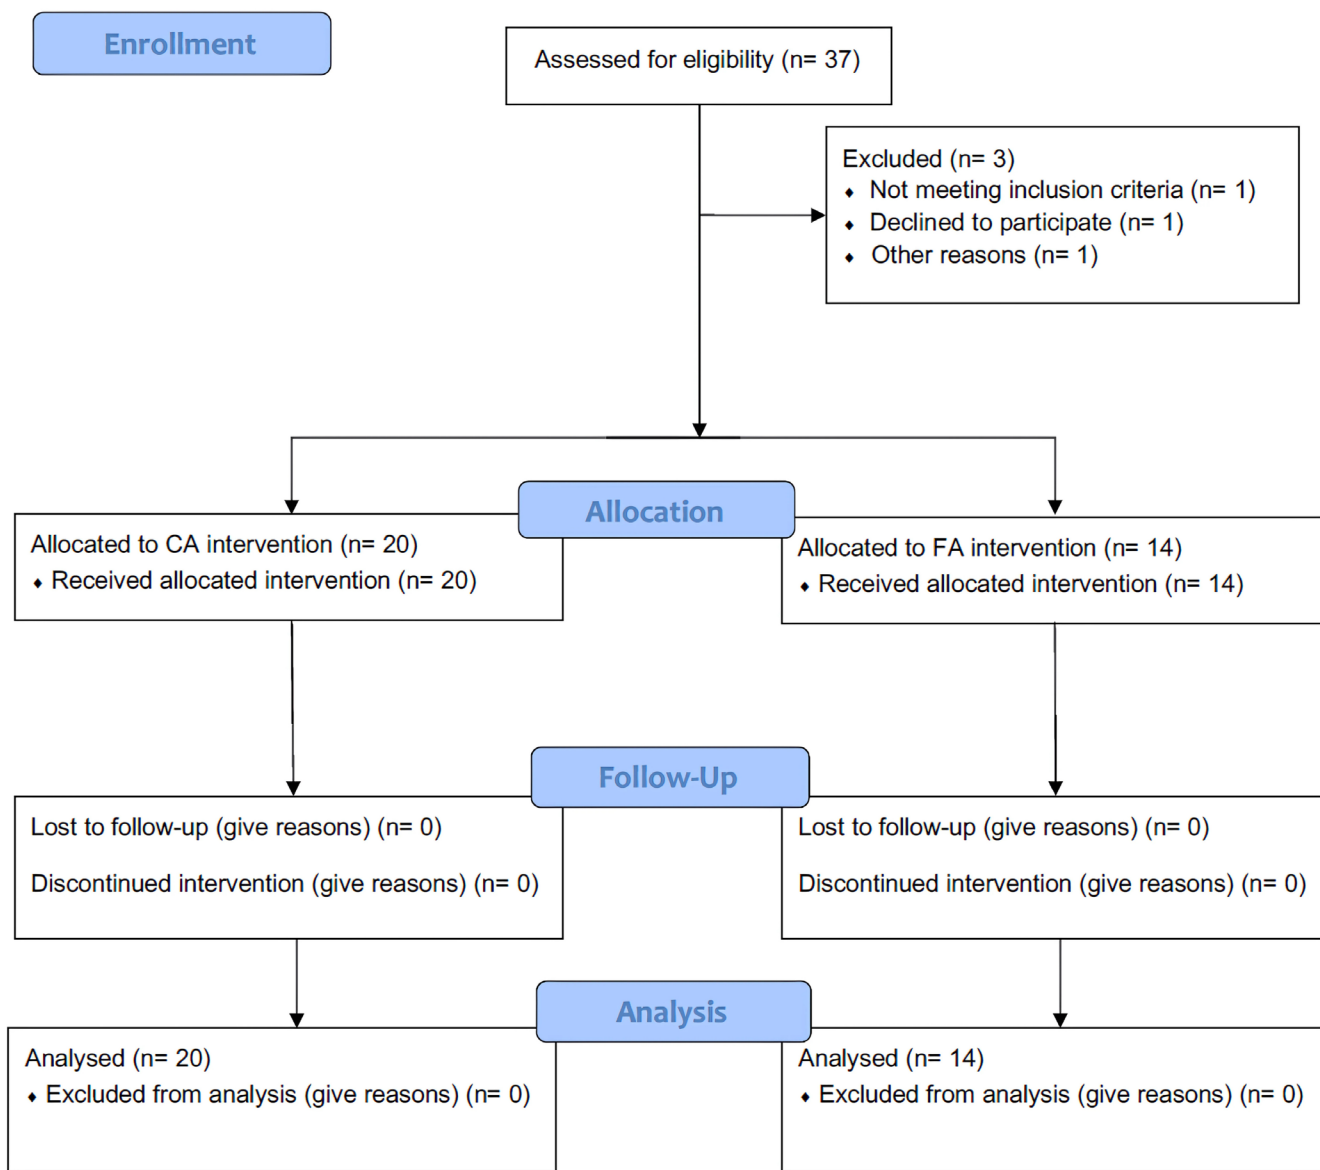 Enrollment
Assessed for eligibility (n= 37)
Excluded (n= 3)
⬧ Not meeting inclusion criteria (n= 1)
⬧ Declined to participate (n= 1)
⬧ Other reasons (n= 1)
Allocation
Allocated to CA intervention (n= 20)
⬧ Received allocated intervention (n= 20)
Allocated to FA intervention (n= 14)
⬧ Received allocated intervention (n= 14)
Follow-Up
Lost to follow-up (give reasons) (n= 0)
Discontinued intervention (give reasons) (n= 0)
Lost to follow-up (give reasons) (n= 0)
Discontinued intervention (give reasons) (n= 0)
Analysis
Analysed (n= 20)
⬧ Excluded from analysis (give reasons) (n= 0)
Analysed (n= 14)
⬧ Excluded from analysis (give reasons) (n= 0)